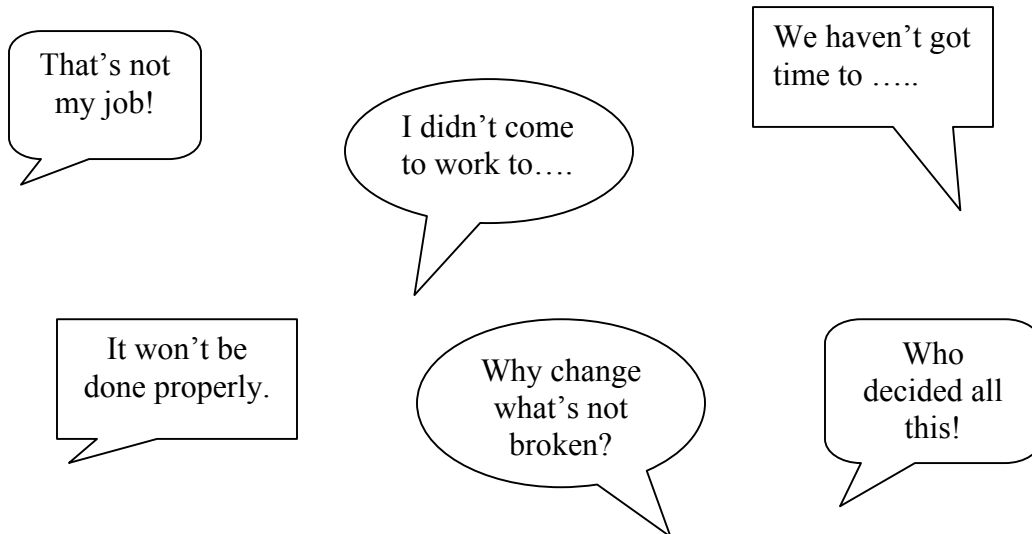 That’s not
my job!
I didn’t come
to work to….
We haven’t got
time to …..
It won’t be
done properly.
Why change
what’s not
broken?
Who
decided all
this!